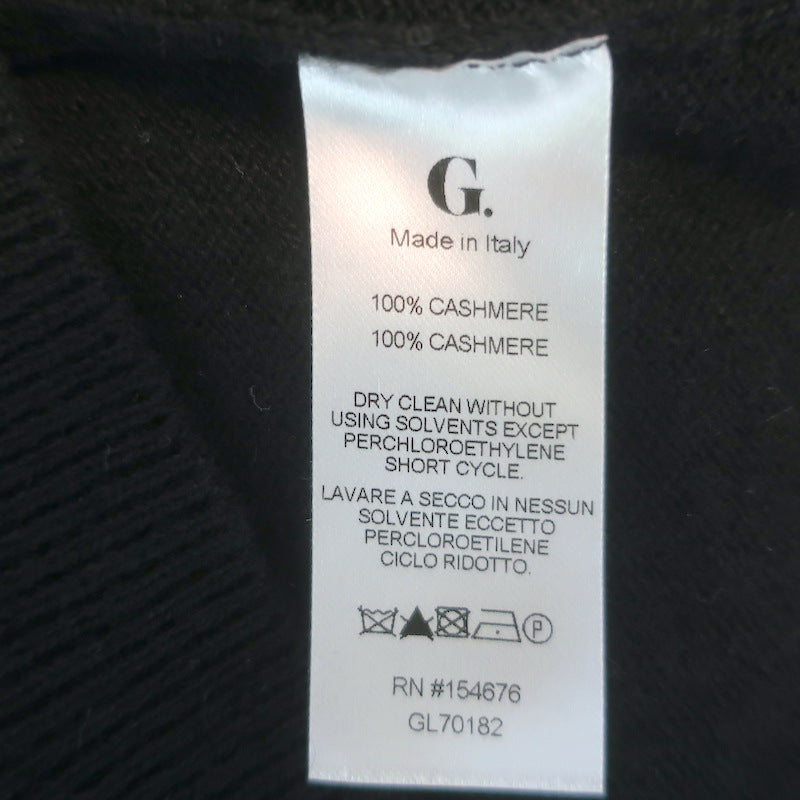 G.
Made in Italy
100% CASHMERE
100% CASHMERE
DRY CLEAN WITHOUT
USING SOLVENTS EXCEPT
PERCHLOROETHYLENE
SHORT CYCLE.
LAVARE A SECCO IN NESSUN
SOLVENTE ECCETTO
PERCLOROETILENE
CICLO RIDOTTO.
P
RN #154676
GL70182